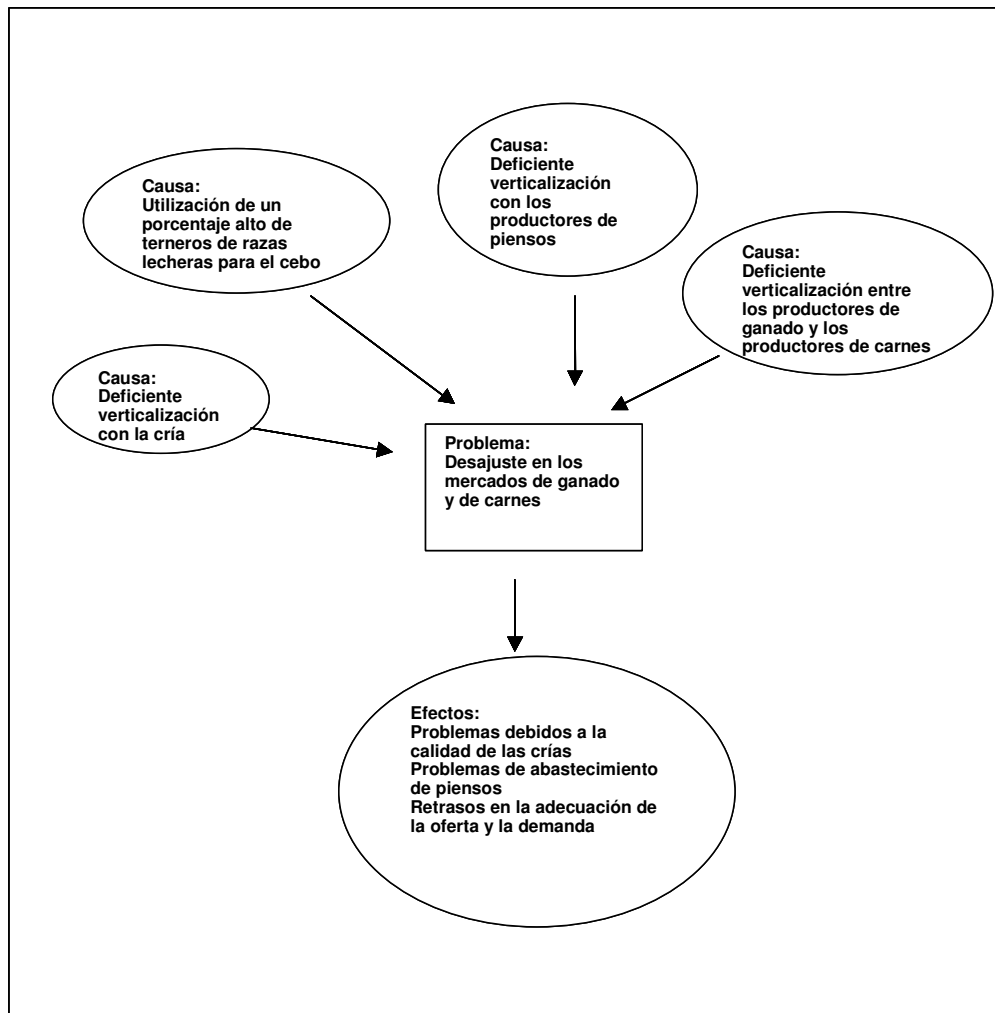 Causa:
Deficiente
verticalización
con los
productores de
piensos
Causa:
Utilización de un
porcentaje alto de
terneros de razas
lecheras para el cebo
Causa:
Deficiente
verticalización entre
los productores de
ganado y los
productores de carnes
Causa:
Deficiente
verticalización
con la cría
Problema:
Desajuste en los
mercados de ganado
y de carnes
Efectos:
Problemas debidos a la
calidad de las crías
Problemas de abastecimiento
de piensos
Retrasos en la adecuación de
la oferta y la demanda